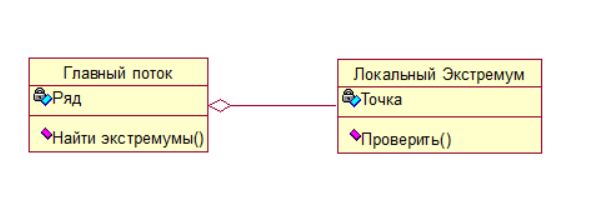 Главный поток
Ряд
Найти экстремумы()
Локальный Экстремум
Точка
Проверить()